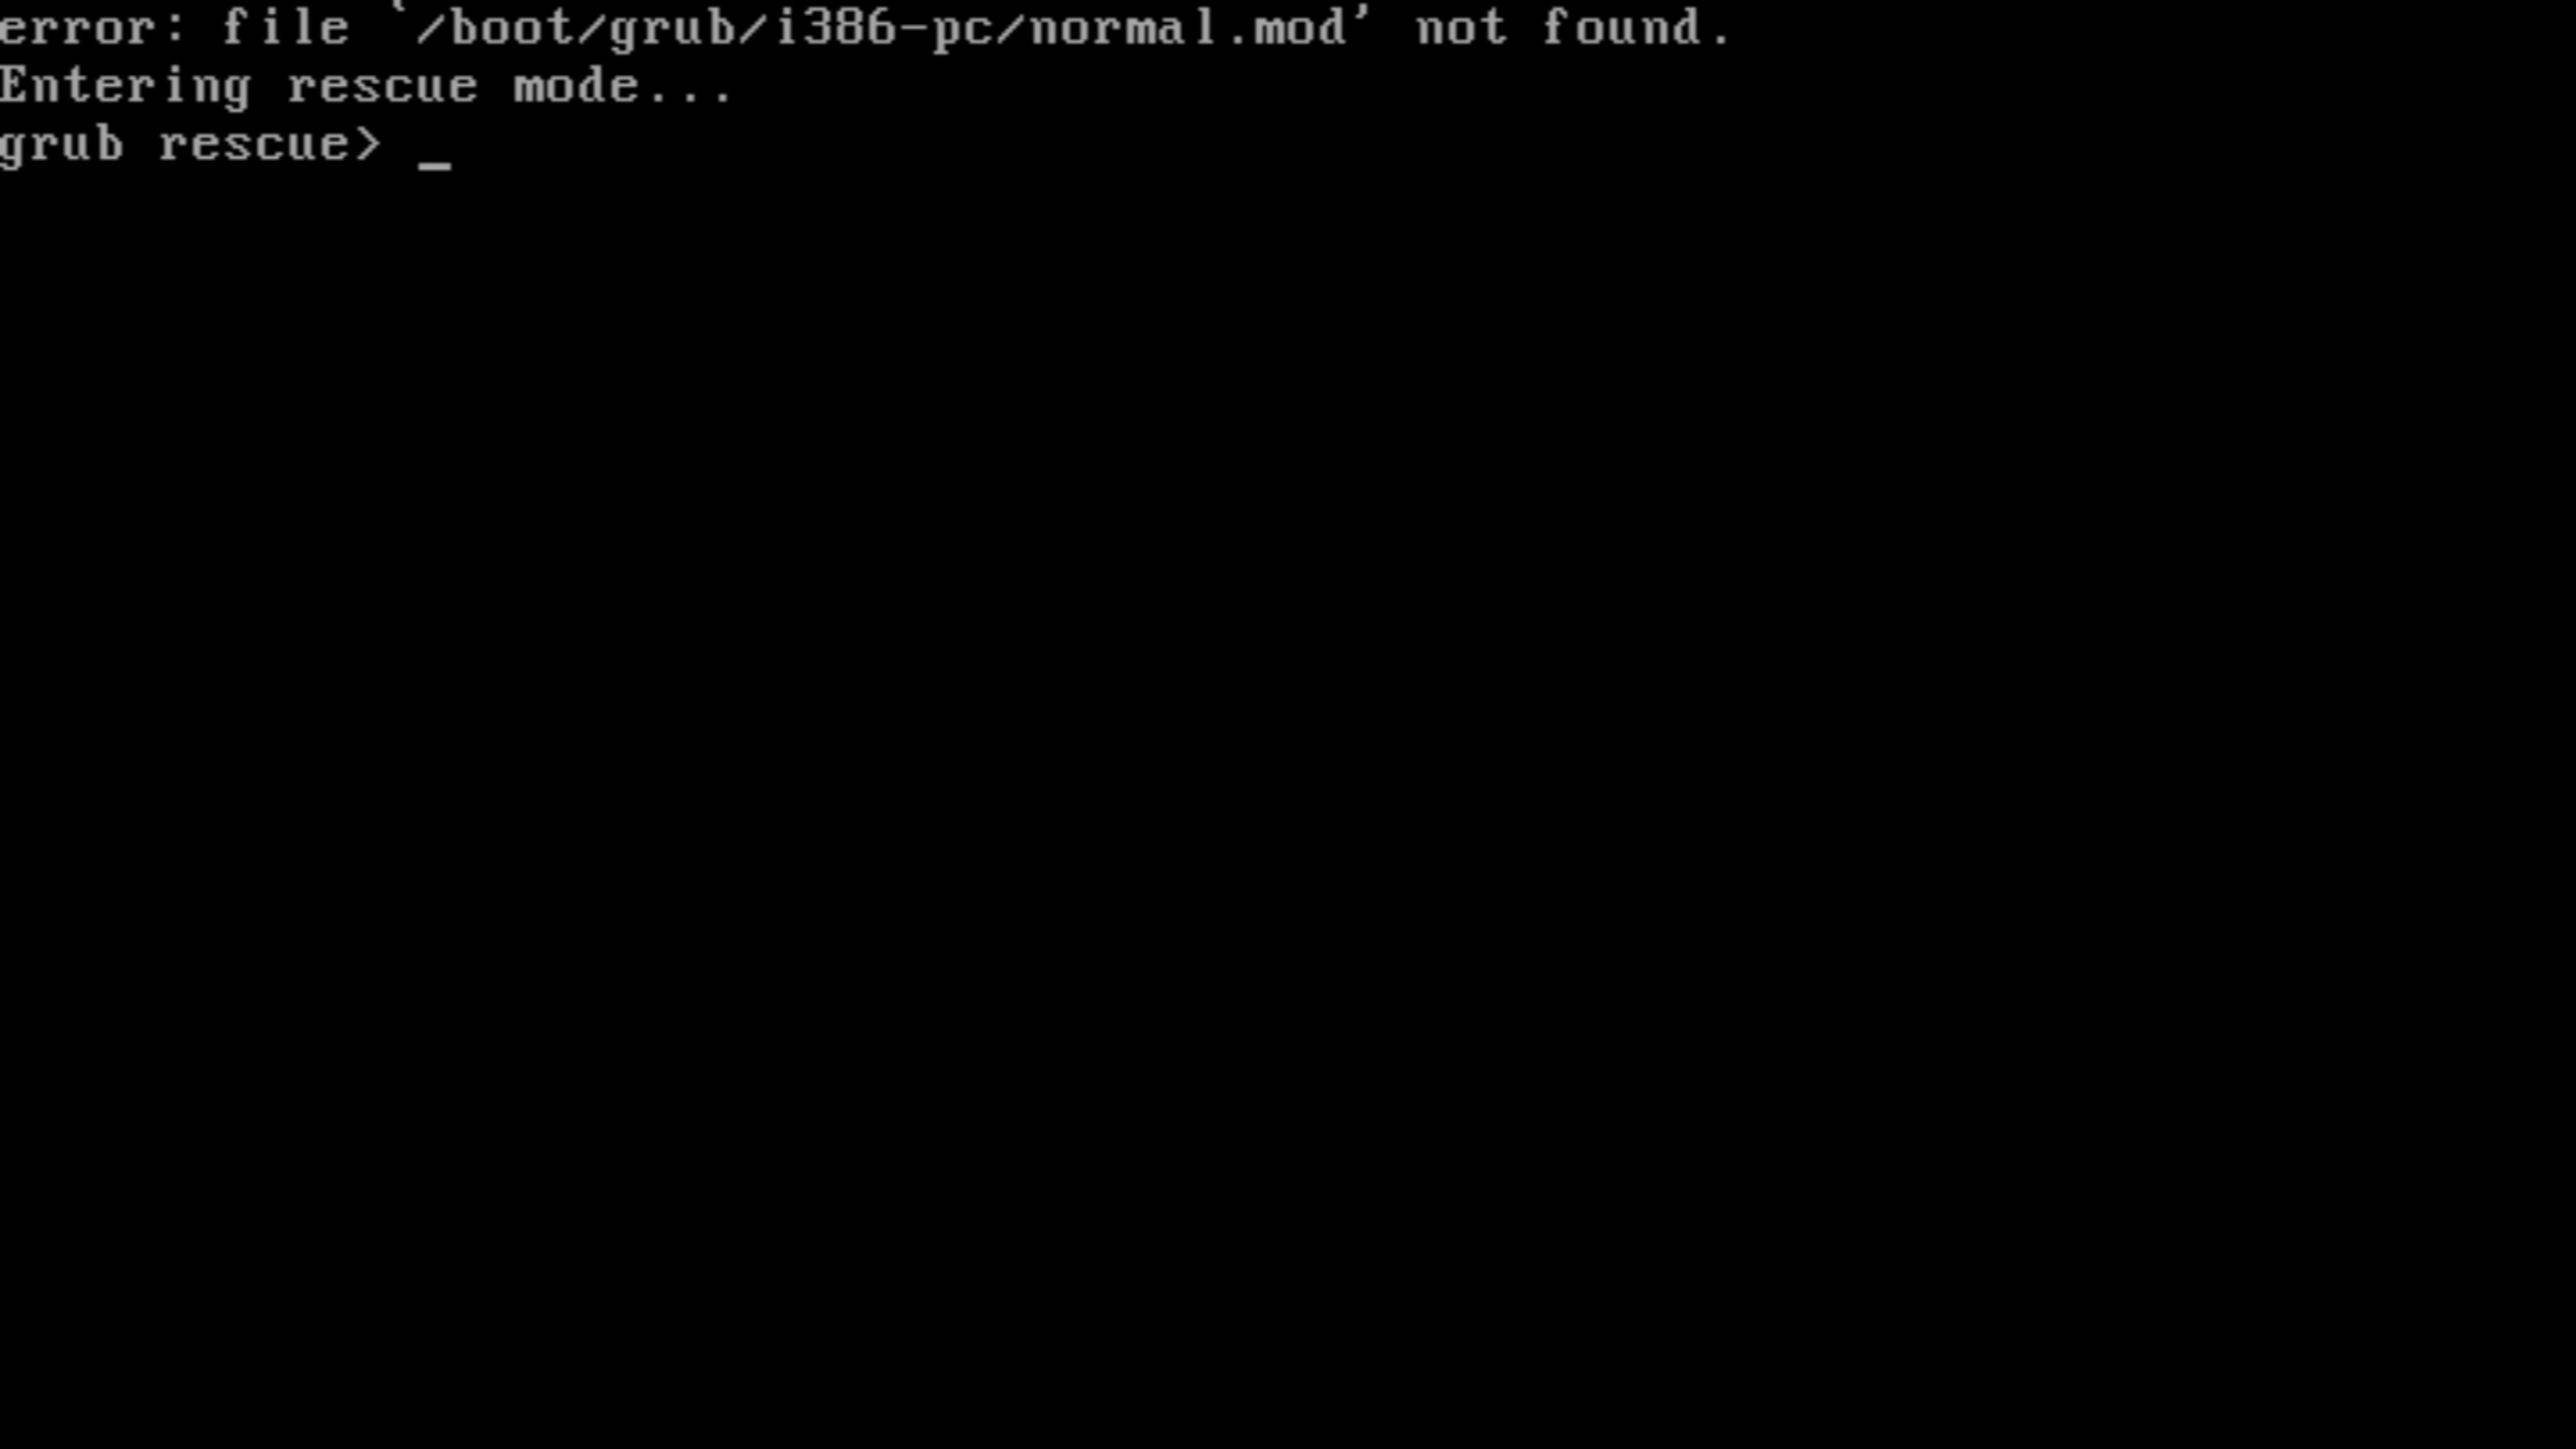 error: file `/boot/grub/i386-pc/normal.mod' not found.
Entering rescue mode...
grub rescue> _